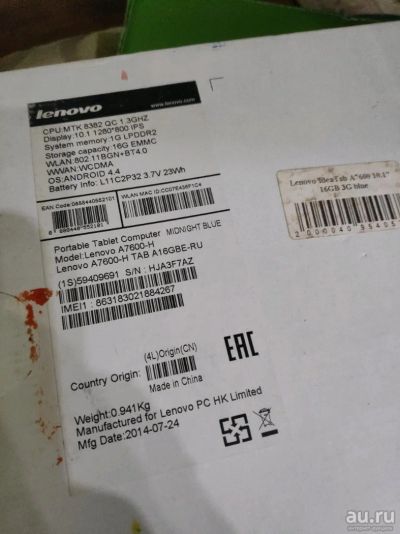 lenovo
www.lenovo.com
CPU:MTK 8382 QC 1.3GHZ
Display:10.1 1280*800 IPS
System memory 1G LPDDR2
Storage capacity:16G EMMC
WLAN:802.11BGN+BT4.0
WWAN:WCDMA
OS:ANDROID 4.4
Battery Info: L11C2P32 3.7V 23Wh
EAN Code:
WLAN MAC ID:
Portable Tablet Computer MIDNIGHT BLUE
Model:Lenovo A7600-H
Lenovo A7600-H TAB A16GBE-RU
(1S)59409691 S/N : HJA3F7AZ
IMEI1 : 863183021884267
(4L)Origin(CN)
Country Origin:
Made in China
EAC
Weight:0.941Kg
Manufactured for Lenovo PC HK Limited
Mfg Date:2014-07-24
Lenovo IdeaTab 10.1"
16GB 3G blue
au.ru